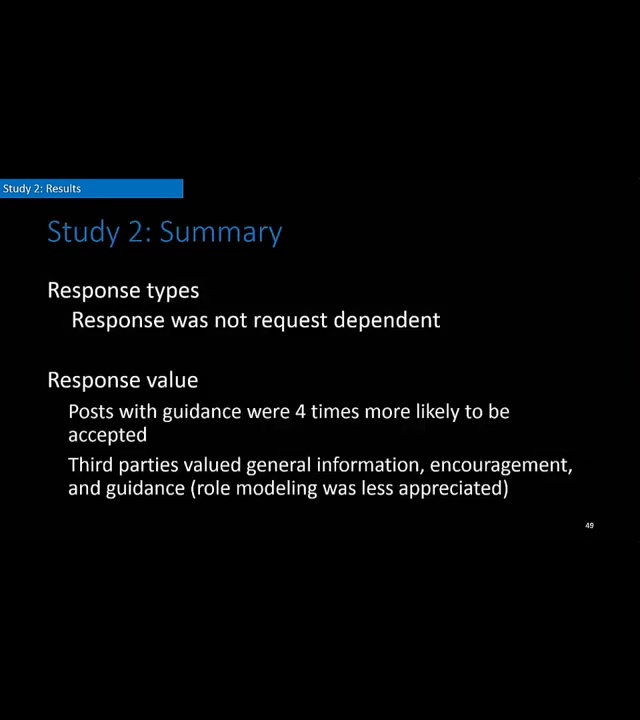 Study 2: Results
Study 2: Summary
Response types
Response was not request dependent
Response value
Posts with guidance were 4 times more likely to be
accepted
Third parties valued general information, encouragement,
and guidance (role modeling was less appreciated)
49